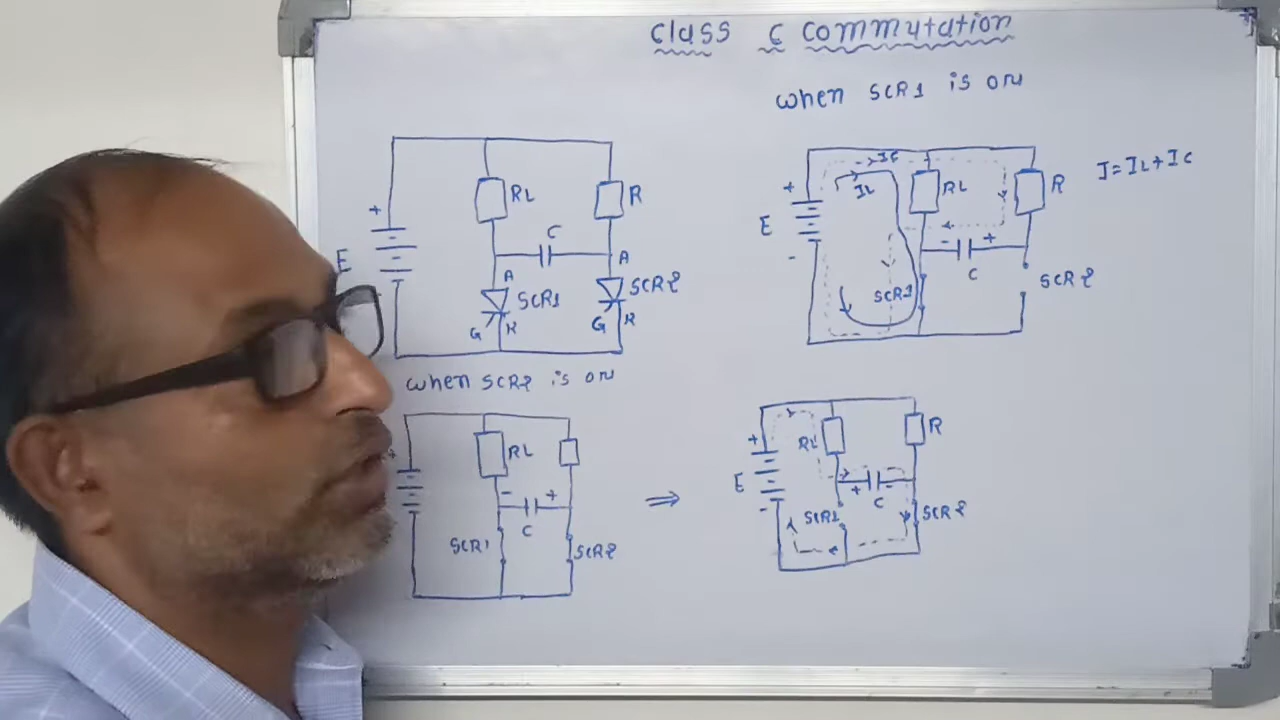 Class C Commutation
when SCR1 is on
+
E
RL
R
C
A
A
SCR1
SCR2
G
K
G
K
+
E
-
IC
IL
RL
R
- +
C
SCR1
SCR2
I=IL+IC
when SCR2 is on
+
RL
- +
C
SCR1
SCR2
⇒
+
E
-
RL
R
+ -
C
SCR1
SCR2